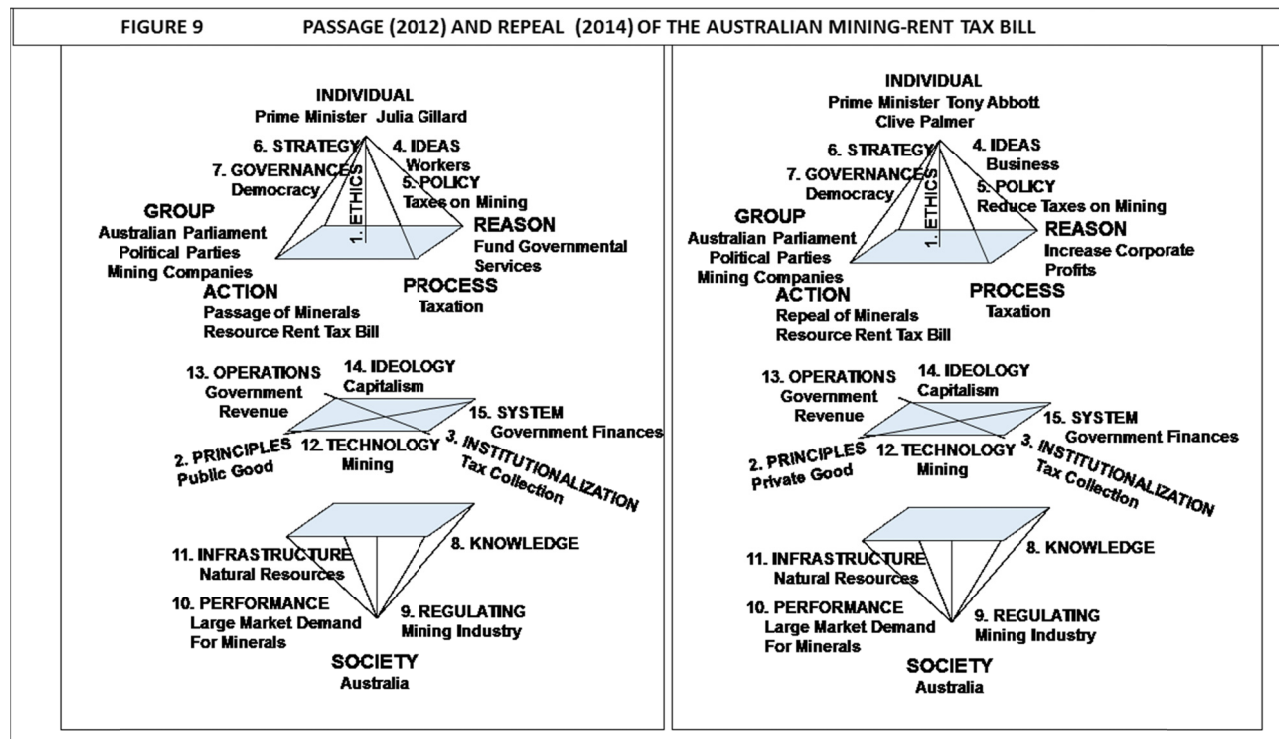 FIGURE 9 PASSAGE (2012) AND REPEAL (2014) OF THE AUSTRALIAN MINING-RENT TAX BILL
INDIVIDUAL
Prime Minister Julia Gillard
6. STRATEGY
4. IDEAS
Workers
7. GOVERNANCE
Democracy
5. POLICY
Taxes on Mining
1. ETHICS
GROUP
Australian Parliament
Political Parties
Mining Companies
REASON
Fund Governmental
Services
ACTION
Passage of Minerals
Resource Rent Tax Bill
PROCESS
Taxation
13. OPERATIONS
Government
Revenue
14. IDEOLOGY
Capitalism
15. SYSTEM
Government Finances
2. PRINCIPLES
Public Good
12. TECHNOLOGY
Mining
3. INSTITUTIONALIZATION
Tax Collection
11. INFRASTRUCTURE
Natural Resources
8. KNOWLEDGE
10. PERFORMANCE
Large Market Demand
For Minerals
9. REGULATING
Mining Industry
SOCIETY
Australia
INDIVIDUAL
Prime Minister Tony Abbott
Clive Palmer
6. STRATEGY
4. IDEAS
Business
7. GOVERNANCE
Democracy
5. POLICY
Reduce Taxes on Mining
1. ETHICS
GROUP
Australian Parliament
Political Parties
Mining Companies
REASON
Increase Corporate
Profits
ACTION
Repeal of Minerals
Resource Rent Tax Bill
PROCESS
Taxation
13. OPERATIONS
Government
Revenue
14. IDEOLOGY
Capitalism
15. SYSTEM
Government Finances
2. PRINCIPLES
Private Good
12. TECHNOLOGY
Mining
3. INSTITUTIONALIZATION
Tax Collection
11. INFRASTRUCTURE
Natural Resources
8. KNOWLEDGE
10. PERFORMANCE
Large Market Demand
For Minerals
9. REGULATING
Mining Industry
SOCIETY
Australia